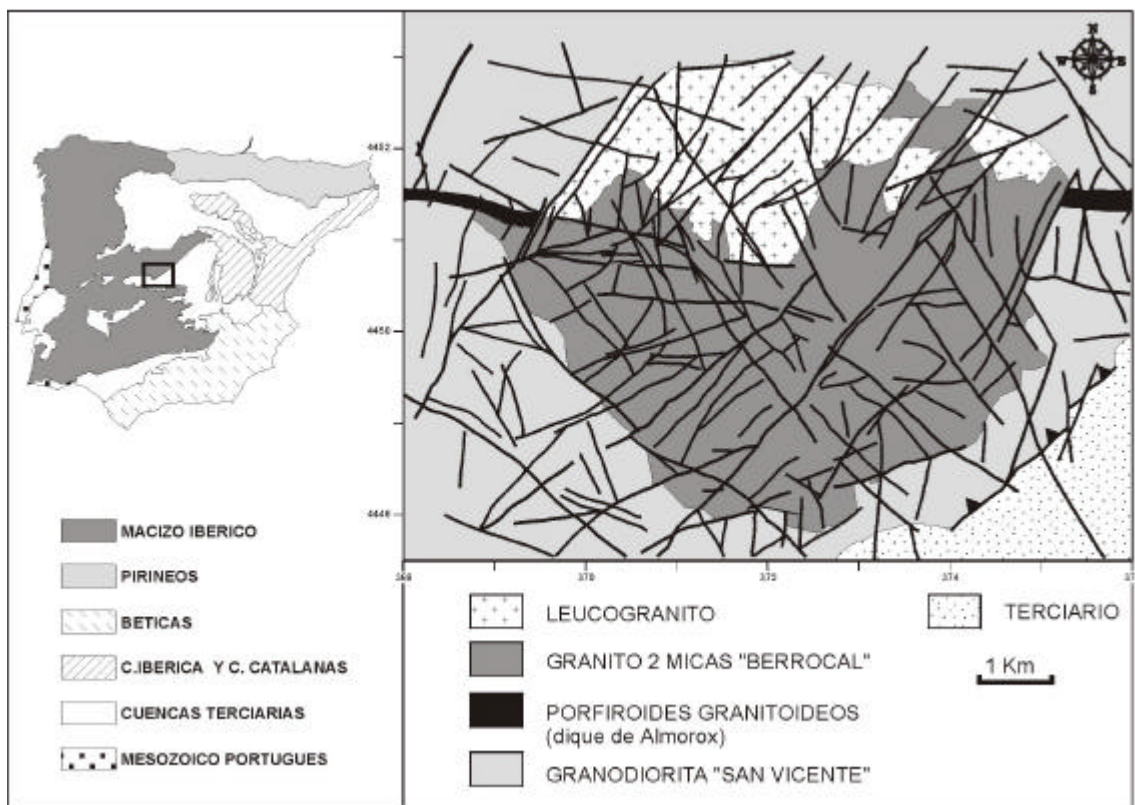 MACIZO IBERICO
PIRINEOS
BETICAS
C.IBERICA Y C. CATALANAS
CUENCAS TERCIARIAS
MESOZOICO PORTUGUES
N
W E
S
4452
4450
4448
368 370 372 374 37
LEUCOGRANITO
GRANITO 2 MICAS "BERROCAL"
PORFIROIDES GRANITOIDEOS
(dique de Almorox)
GRANODIORITA "SAN VICENTE"
TERCIARIO
1 Km